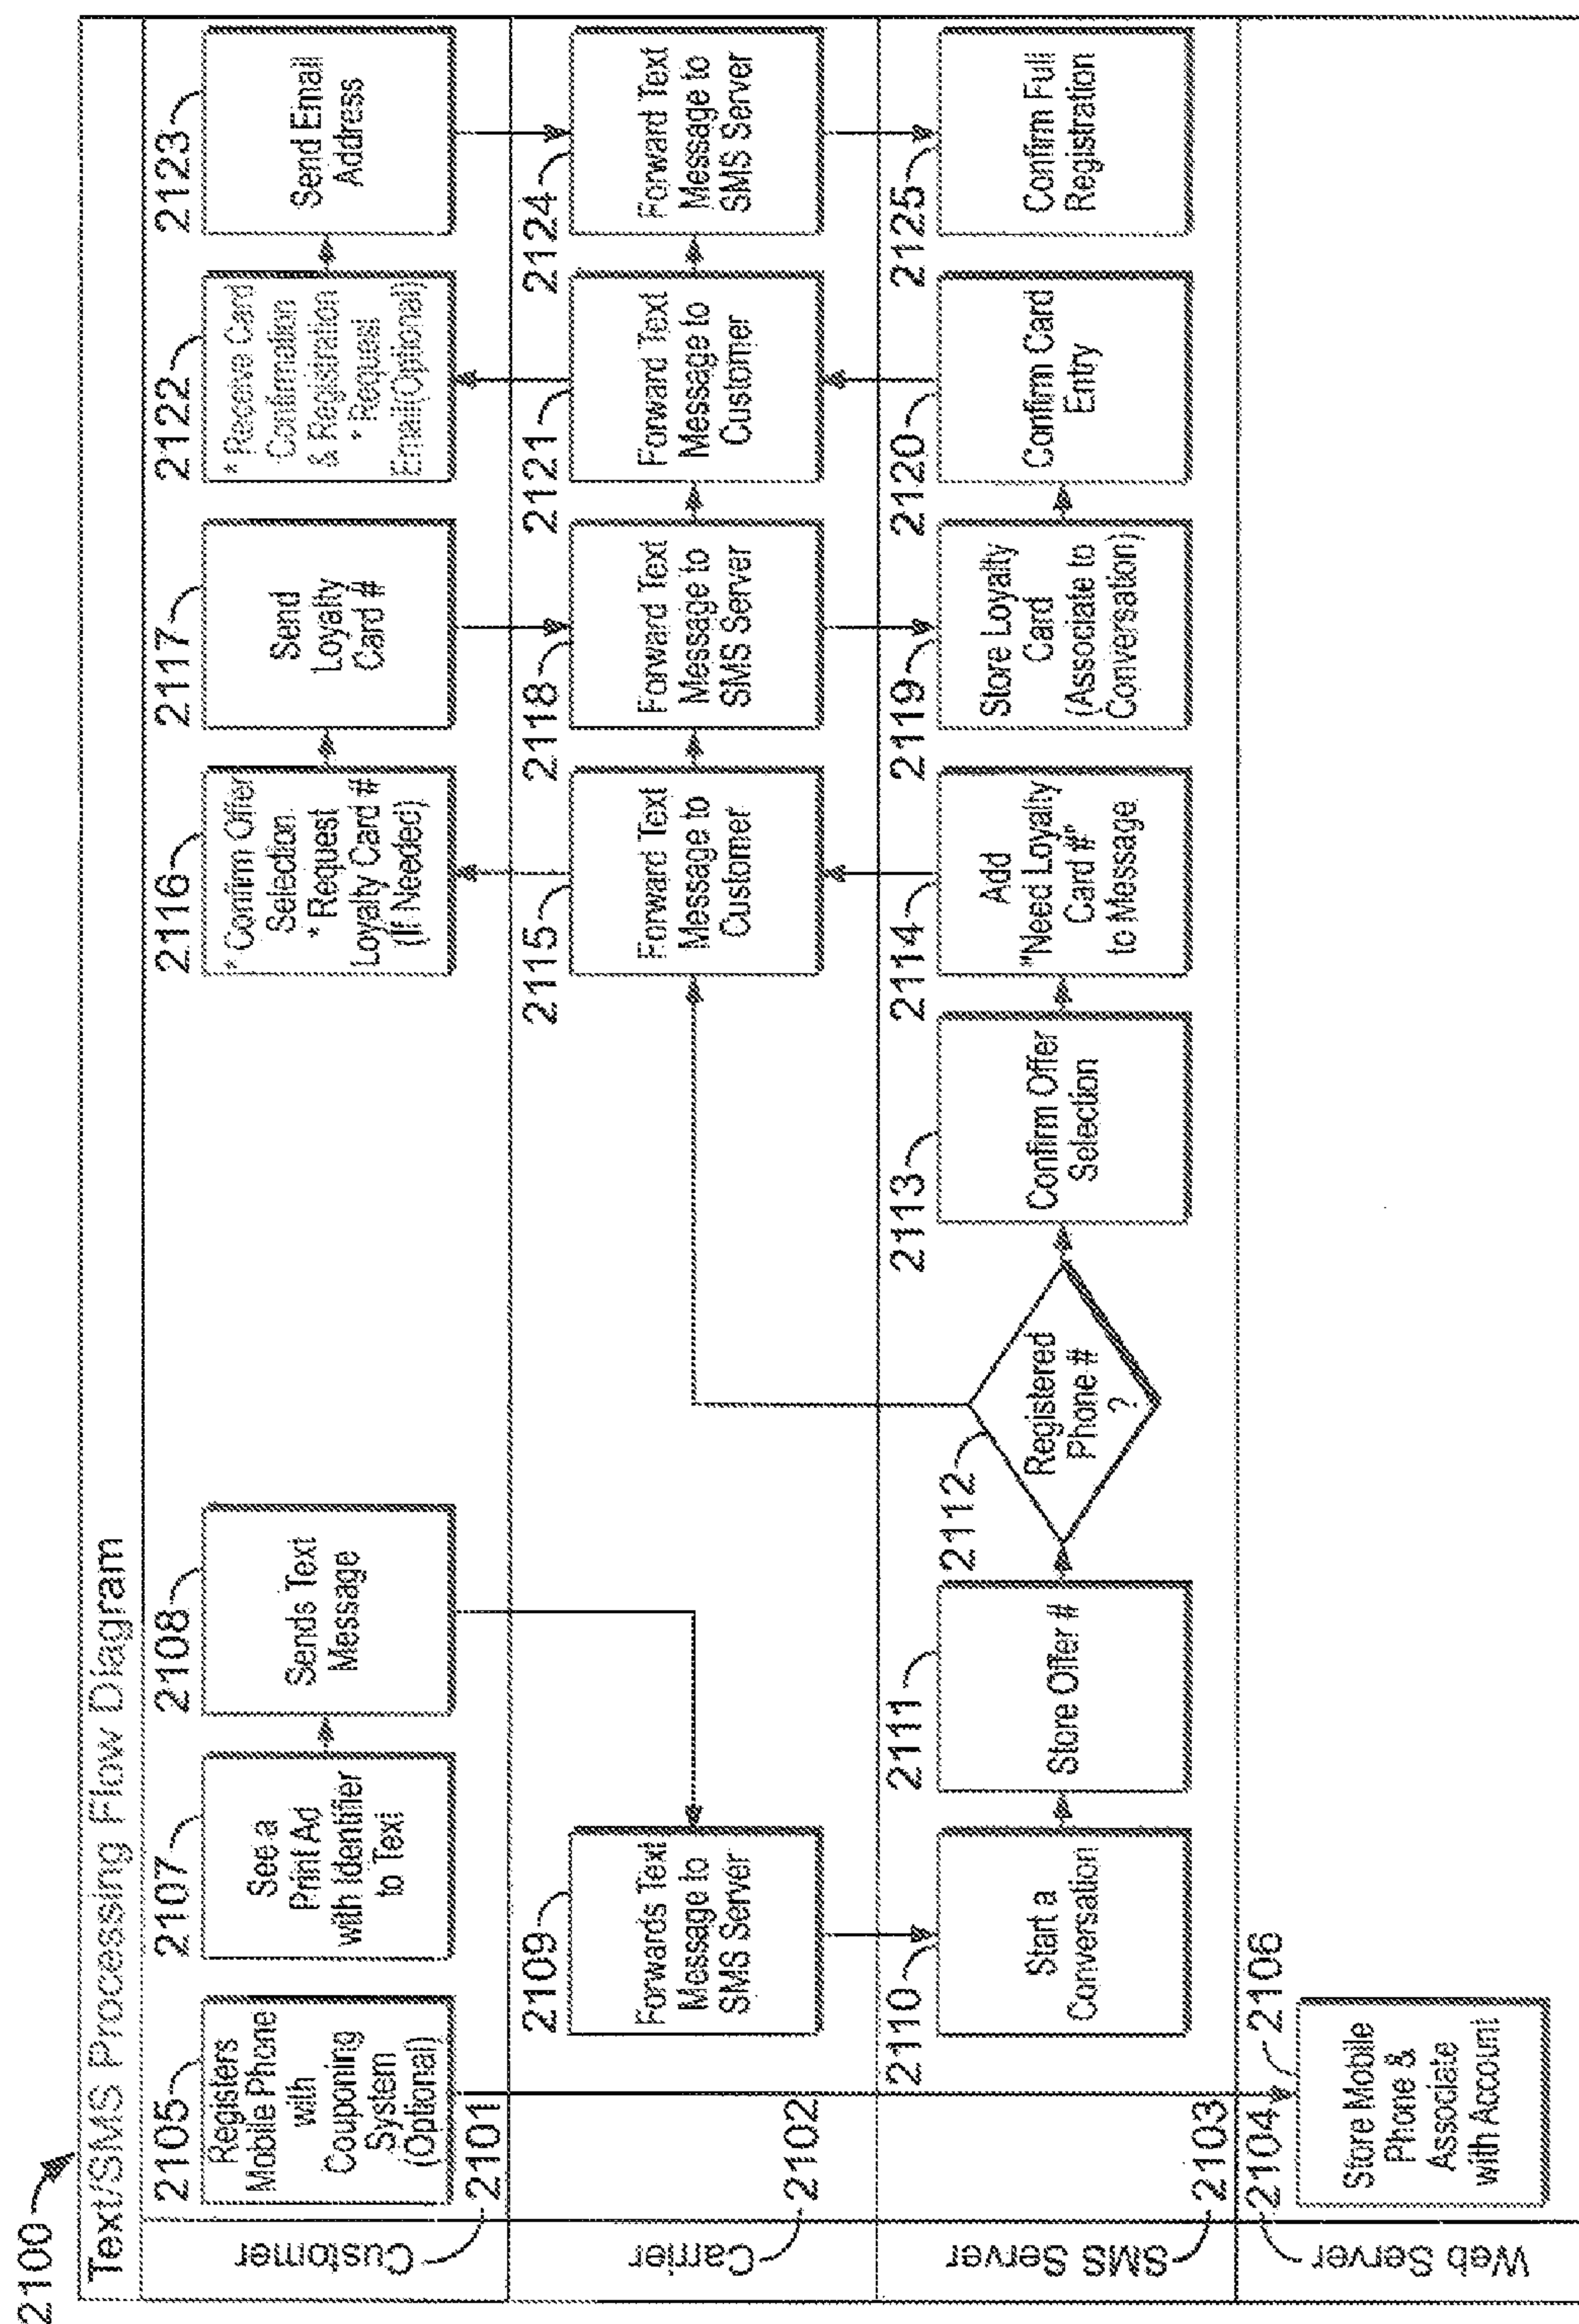 2100
Text/SMS Processing Flow Diagram
Customer
2101
2105
Registers
Mobile Phone
with
Couponing
System
(Optional)
2107
See a
Print Ad
with Identifier
to Text
2108
Sends Text
Message
2116
* Confirm Offer
Selection
* Request
Loyalty Card #
(If Needed)
2117
Send
Loyalty
Card #
2122
* Receive Card
Confirmation
& Registration
* Request
Email(Optional)
2123
Send Email
Address
Carrier
2102
2109
Forwards Text
Message to
SMS Server
2115
Forward Text
Message to
Customer
2118
Forward Text
Message to
SMS Server
2121
Forward Text
Message to
Customer
2124
Forward Text
Message to
SMS Server
SMS Server
2103
2110
Start a
Conversation
2111
Store Offer #
2112
Registered
Phone #
?
2113
Confirm Offer
Selection
2114
Add
"Need Loyalty
Card #"
to Message
2119
Store Loyalty
Card
(Associate to
Conversation)
2120
Confirm Card
Entry
2125
Confirm Full
Registration
Web Server
2104
2106
Store Mobile
Phone &
Associate
with Account